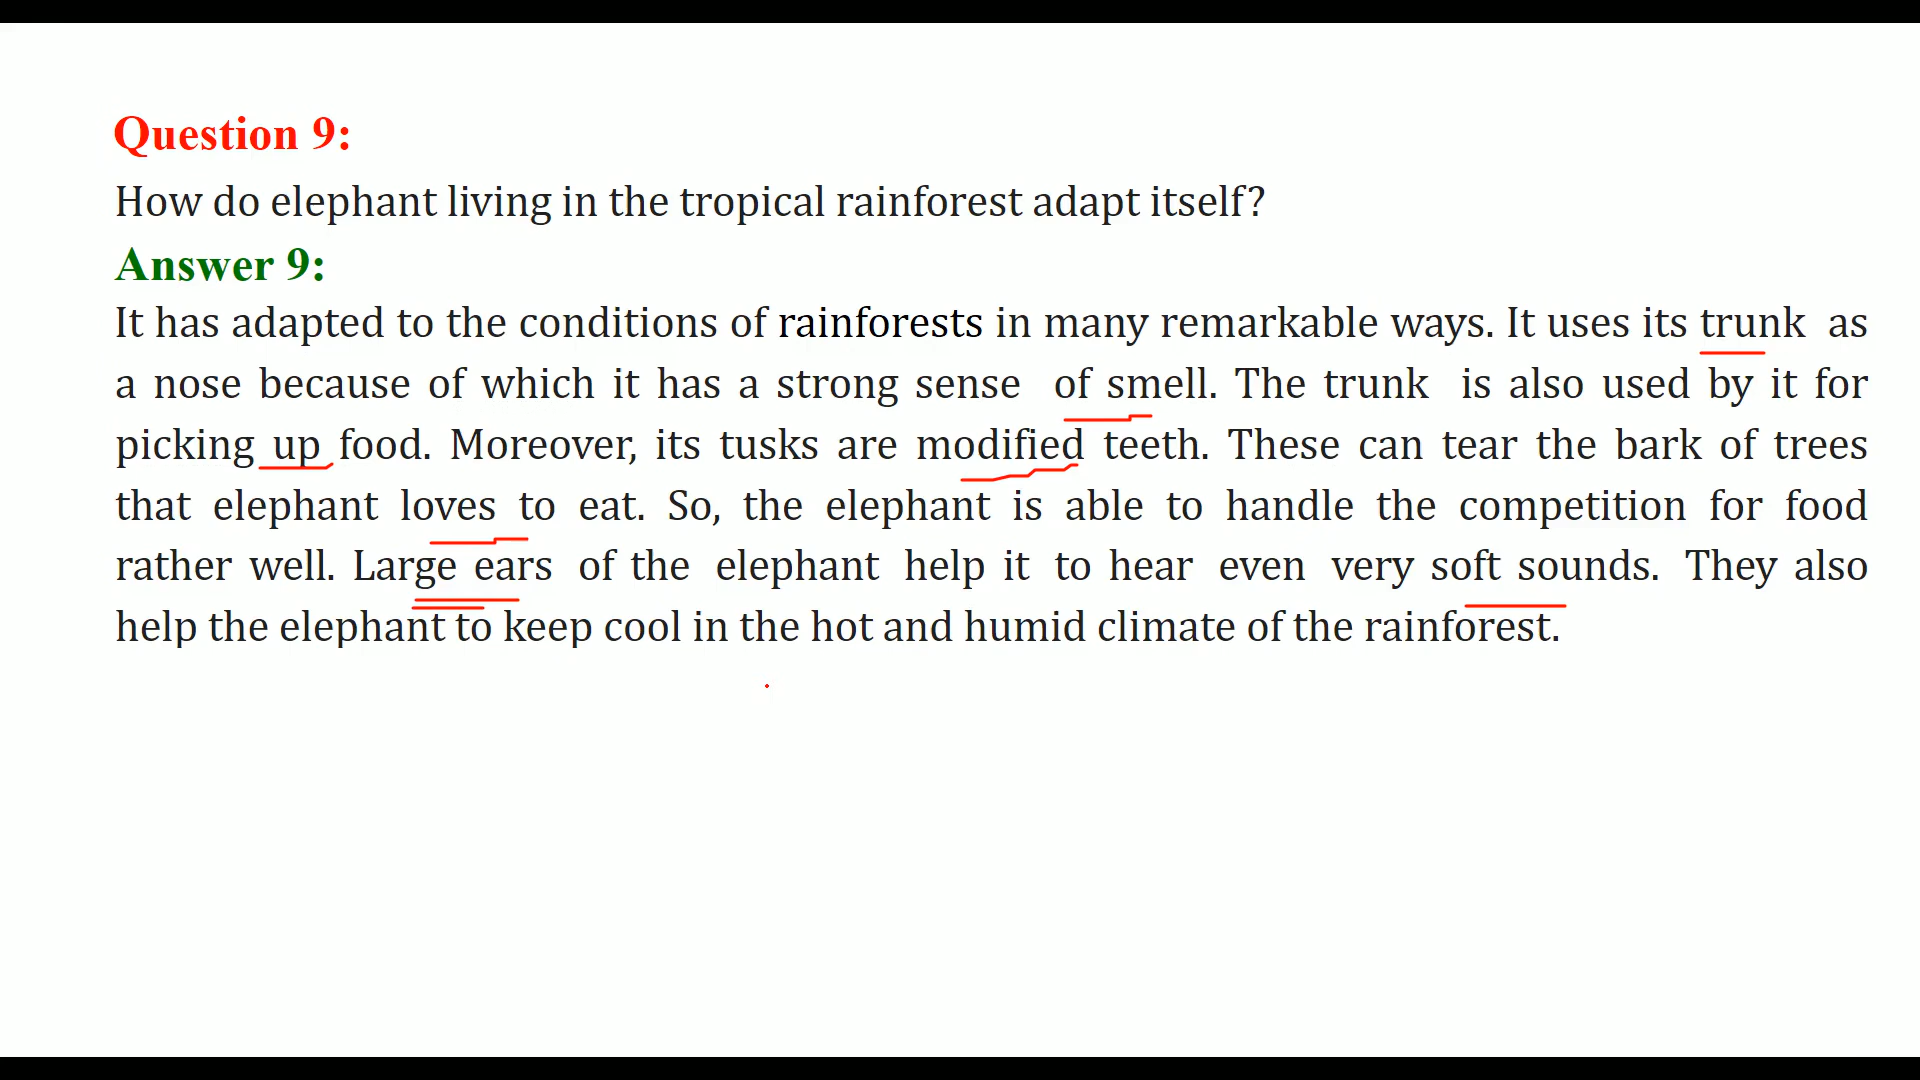 Question 9:
How do elephant living in the tropical rainforest adapt itself?
Answer 9:
It has adapted to the conditions of rainforests in many remarkable ways. It uses its trunk as
a nose because of which it has a strong sense of smell. The trunk is also used by it for
picking up food. Moreover, its tusks are modified teeth. These can tear the bark of trees
that elephant loves to eat. So, the elephant is able to handle the competition for food
rather well. Large ears of the elephant help it to hear even very soft sounds. They also
help the elephant to keep cool in the hot and humid climate of the rainforest.